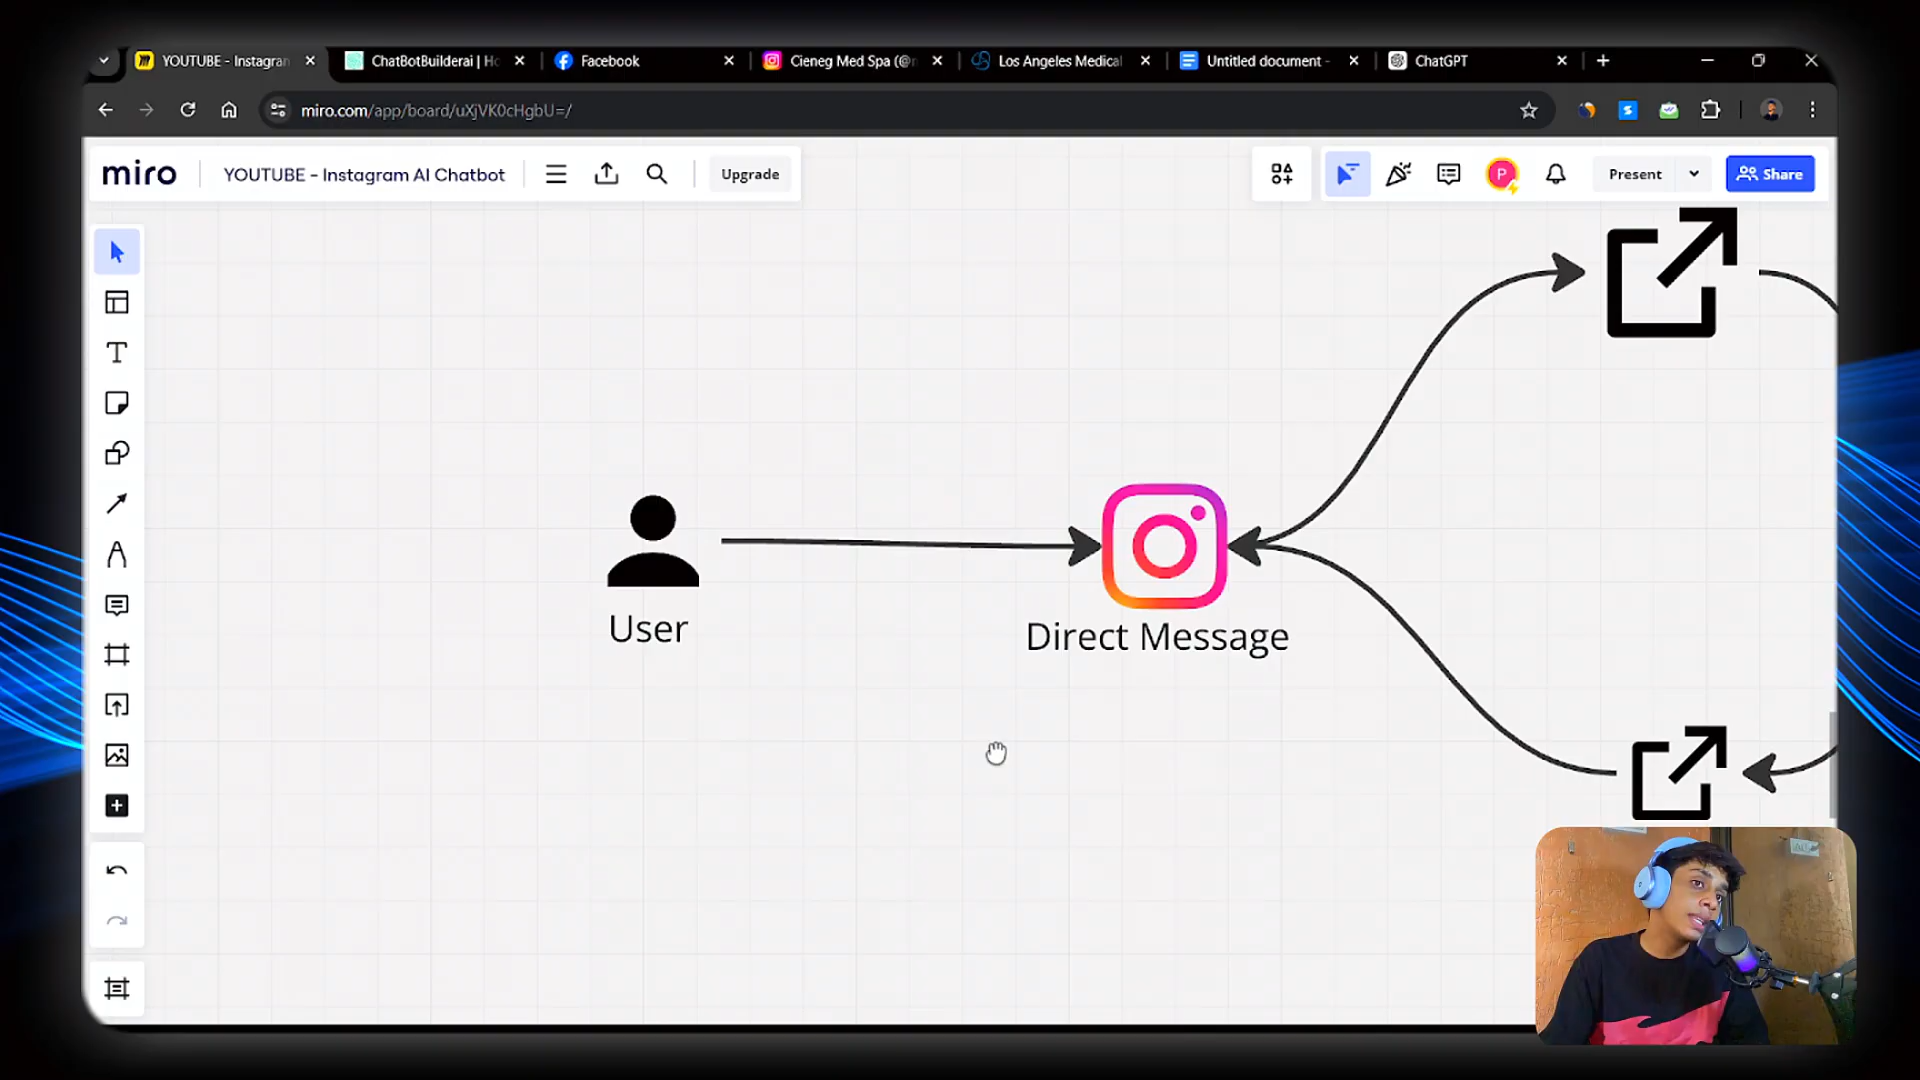 YOUTUBE - Instagran
ChatBotBuilderai | Ho
Facebook
Cieneg Med Spa (@n
Los Angeles Medical
Untitled document -
ChatGPT
miro.com/app/board/uXjVK0cHgbU=/
miro
YOUTUBE - Instagram AI Chatbot
Upgrade
P
Present
Share
User
Direct Message